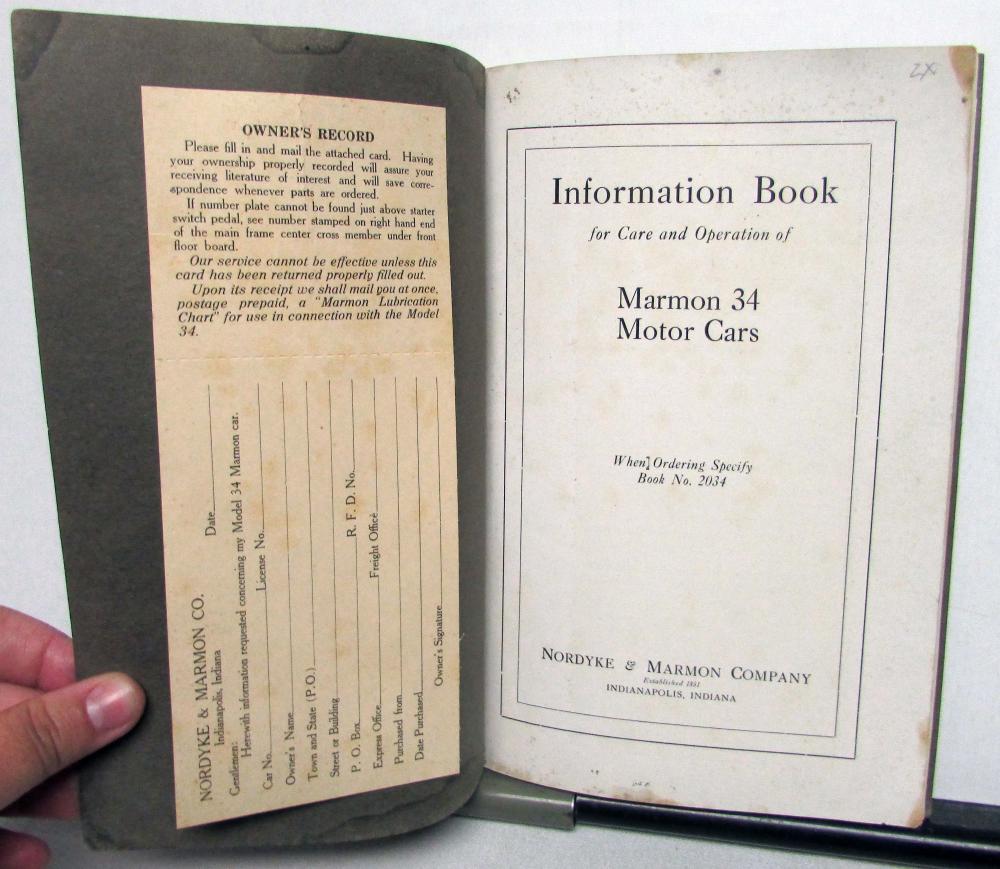 OWNER'S RECORD
Please fill in and mail the attached card. Having
your ownership properly recorded will assure your
receiving literature of interest and will save corre-
spondence whenever parts are ordered.
If number plate cannot be found just above starter
switch pedal, see number stamped on right hand end
of the main frame center cross member under front
floor board.
Our service cannot be effective unless this
card has been returned properly filled out.
Upon its receipt we shall mail you at once,
postage prepaid, a "Marmon Lubrication
Chart" for use in connection with the Model
34.
NORDYKE & MARMON CO.
Indianapolis, Indiana Date
Gentlemen:
Herewith information requested concerning my Model 34 Marmon car.
Car No. License No.
Owner's Name
Town and State (P.O.)
Street or Building
P. O. Box R. F. D. No.
Express Office Freight Office
Purchased from
Date Purchased
Owner's Signature
2X
Information Book
for Care and Operation of
Marmon 34
Motor Cars
When Ordering Specify
Book No. 2034
NORDYKE & MARMON COMPANY
Established 1851
INDIANAPOLIS, INDIANA